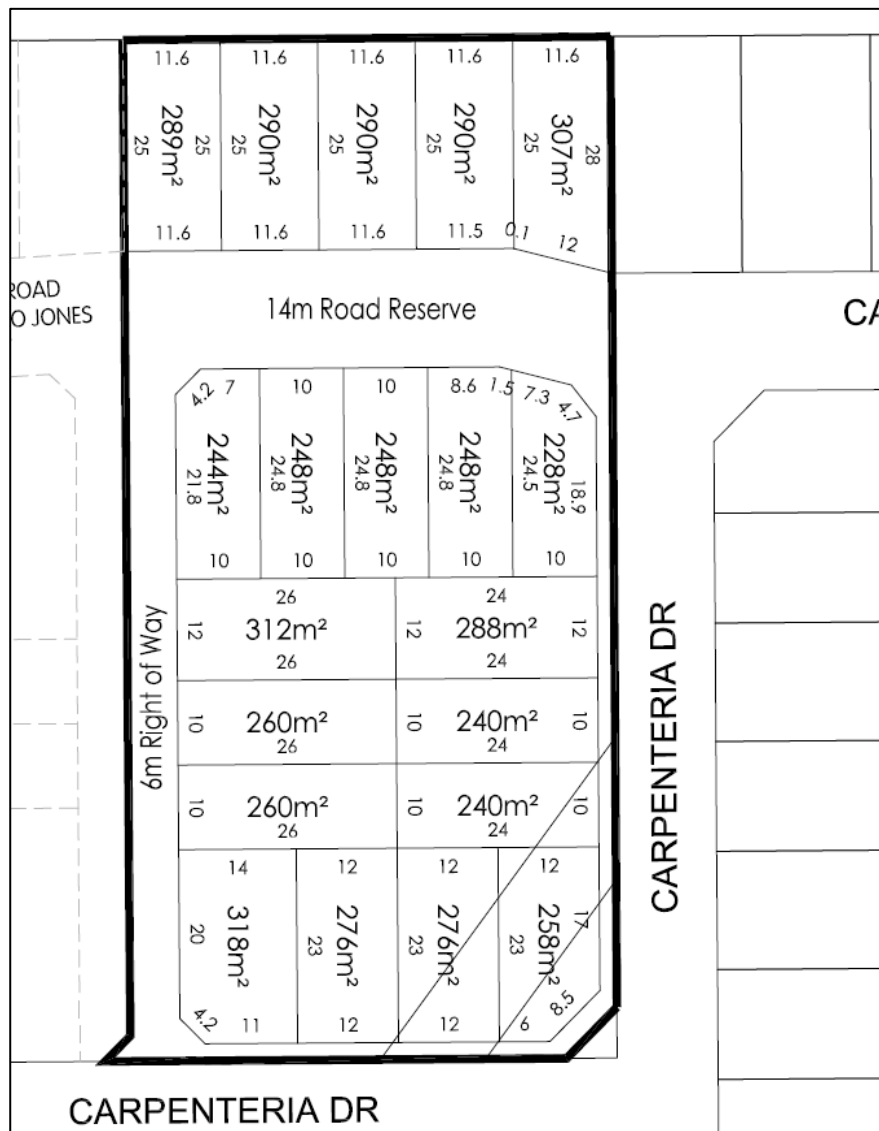 11.6 11.6 11.6 11.6 11.6
289m² 290m² 290m² 290m² 307m²
25 25 25 25 25 25 28
11.6 11.6 11.6 11.5 0.1 12
ROAD
O JONES
14m Road Reserve
CA
4.2 7 10 10 8.6 1.5 7.3 4.7
244m² 248m² 248m² 248m² 228m²
21.8 24.8 24.8 24.8 24.5 18.9
10 10 10 10 10
26 24
12 312m² 12 288m² 12
26 24
6m Right of Way
CARPENTERIA DR
10 260m² 10 240m² 10
26 24
10 260m² 10 240m² 10
26 24
14 12 12 12
318m² 276m² 276m² 258m²
20 23 23 23 17
4.2 11 12 12 6 8.5
CARPENTERIA DR